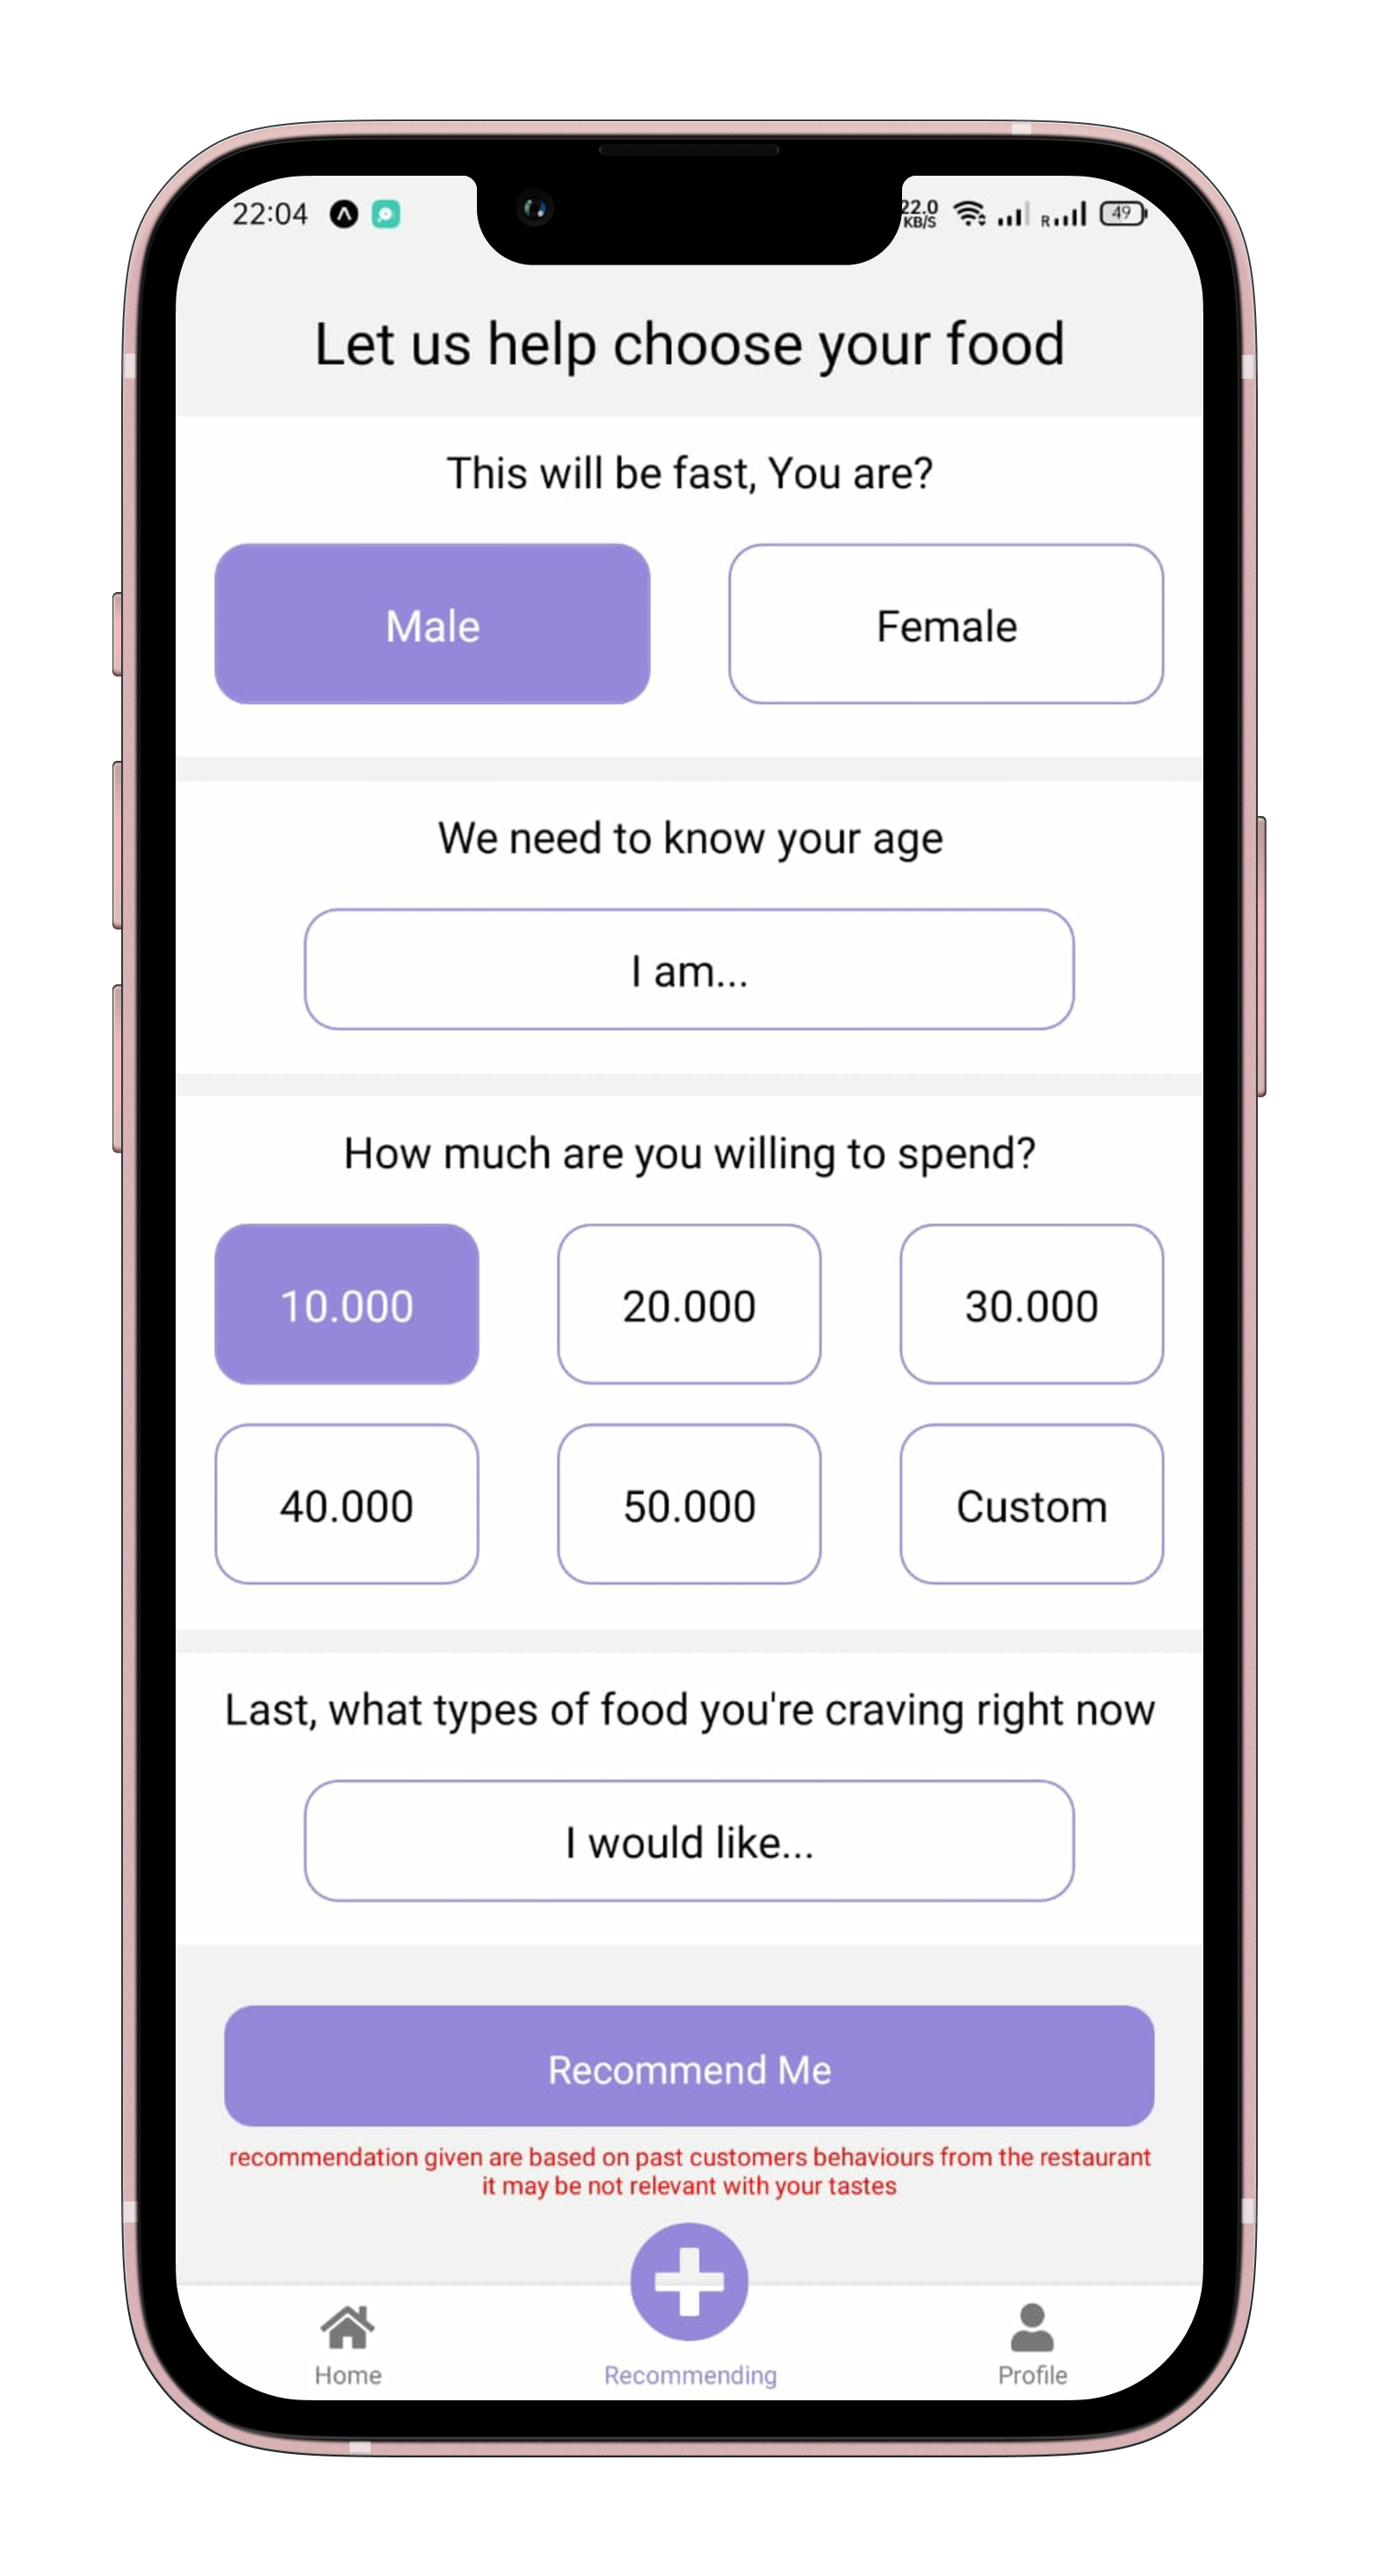 22:04
22.0
KB/S
R
49
Let us help choose your food
This will be fast, You are?
Male
Female
We need to know your age
I am...
How much are you willing to spend?
10.000
20.000
30.000
40.000
50.000
Custom
Last, what types of food you're craving right now
I would like...
Recommend Me
recommendation given are based on past customers behaviours from the restaurant
it may be not relevant with your tastes
Home
Recommending
Profile